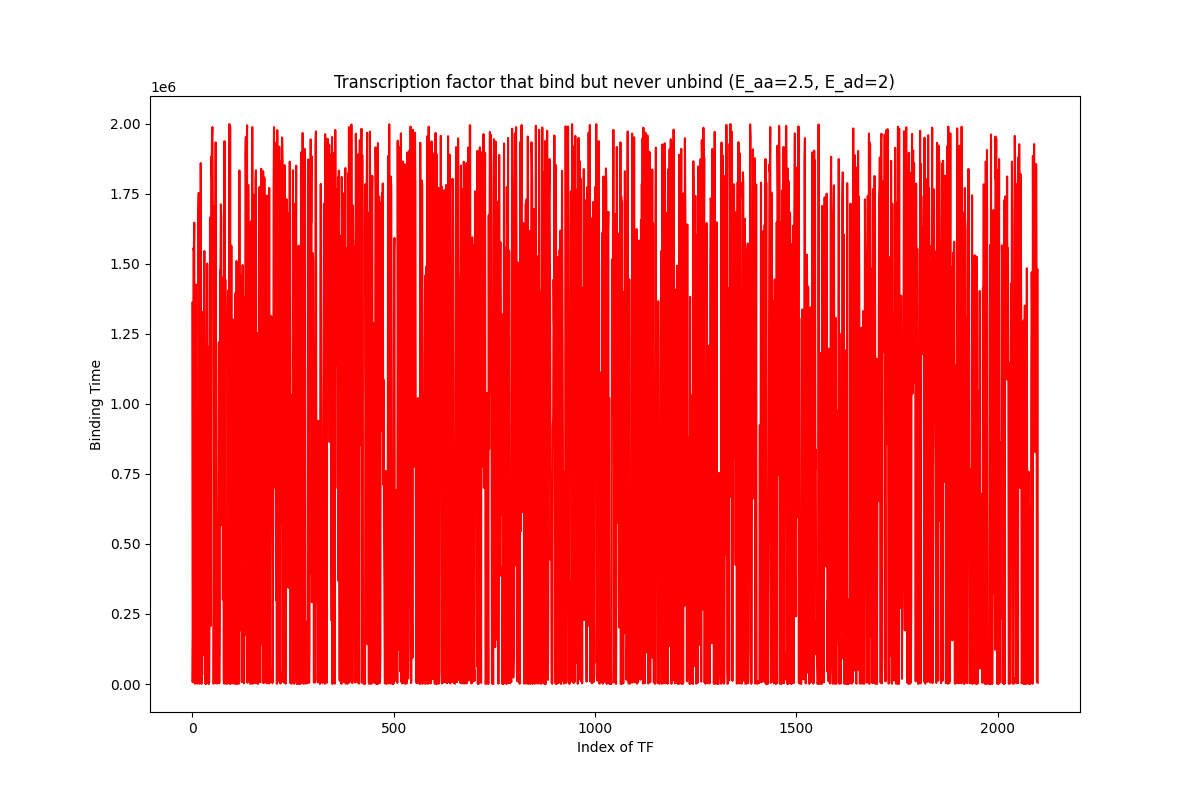 Transcription factor that bind but never unbind (E_aa=2.5, E_ad=2)
1e6
2.00
1.75
1.50
1.25
1.00
0.75
0.50
0.25
0.00
Binding Time
0 500 1000 1500 2000
Index of TF